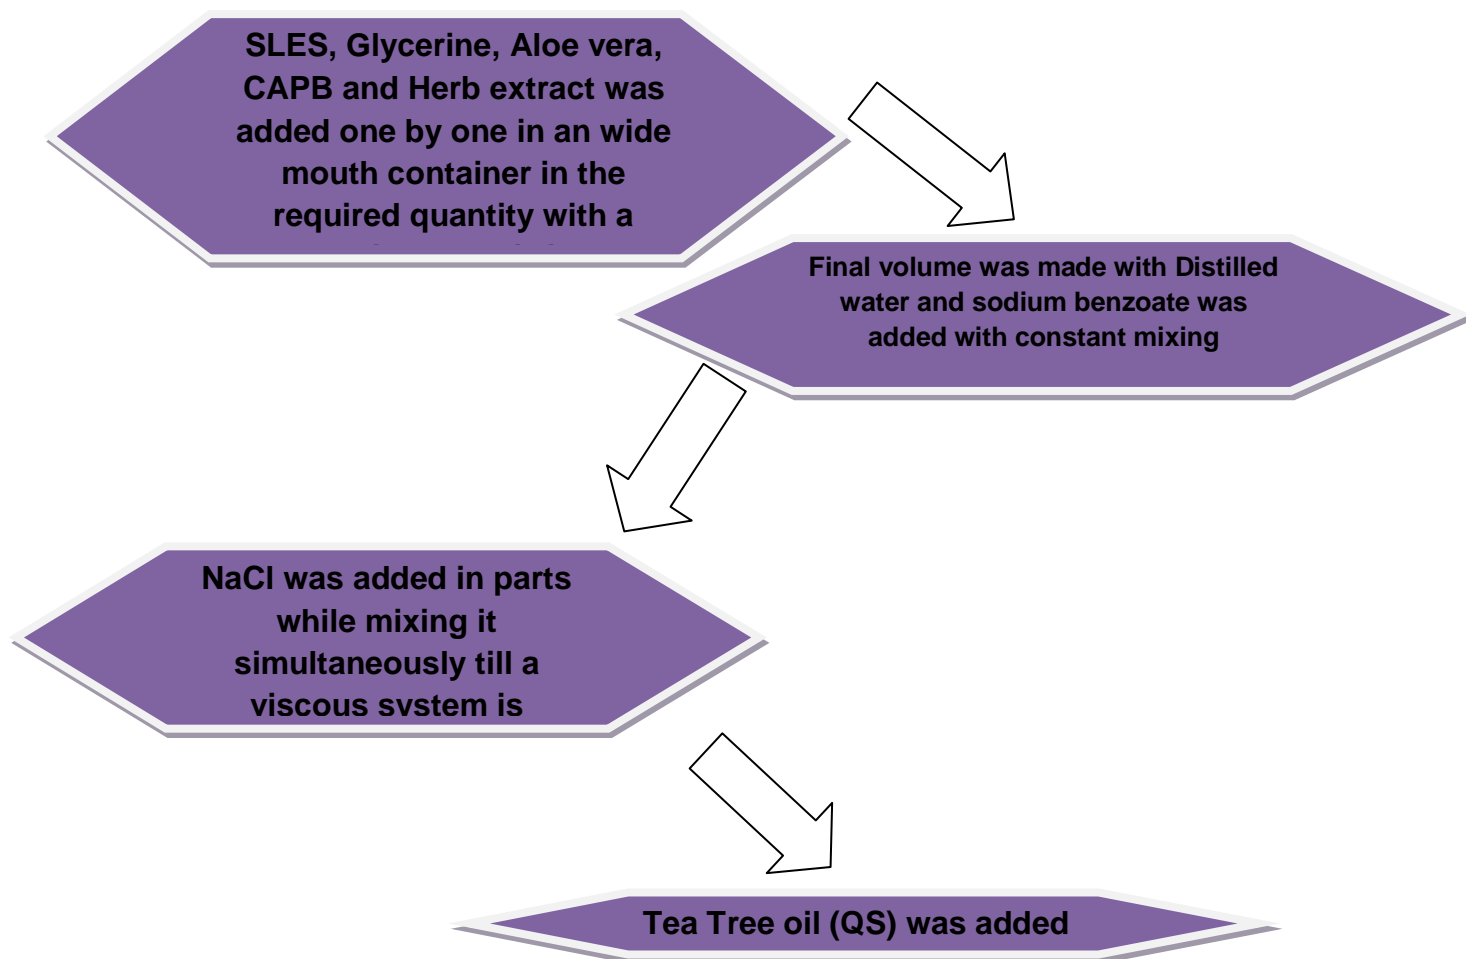 SLES, Glycerine, Aloe vera,
CAPB and Herb extract was
added one by one in an wide
mouth container in the
required quantity with a
Final volume was made with Distilled
water and sodium benzoate was
added with constant mixing
NaCl was added in parts
while mixing it
simultaneously till a
viscous system is
Tea Tree oil (QS) was added